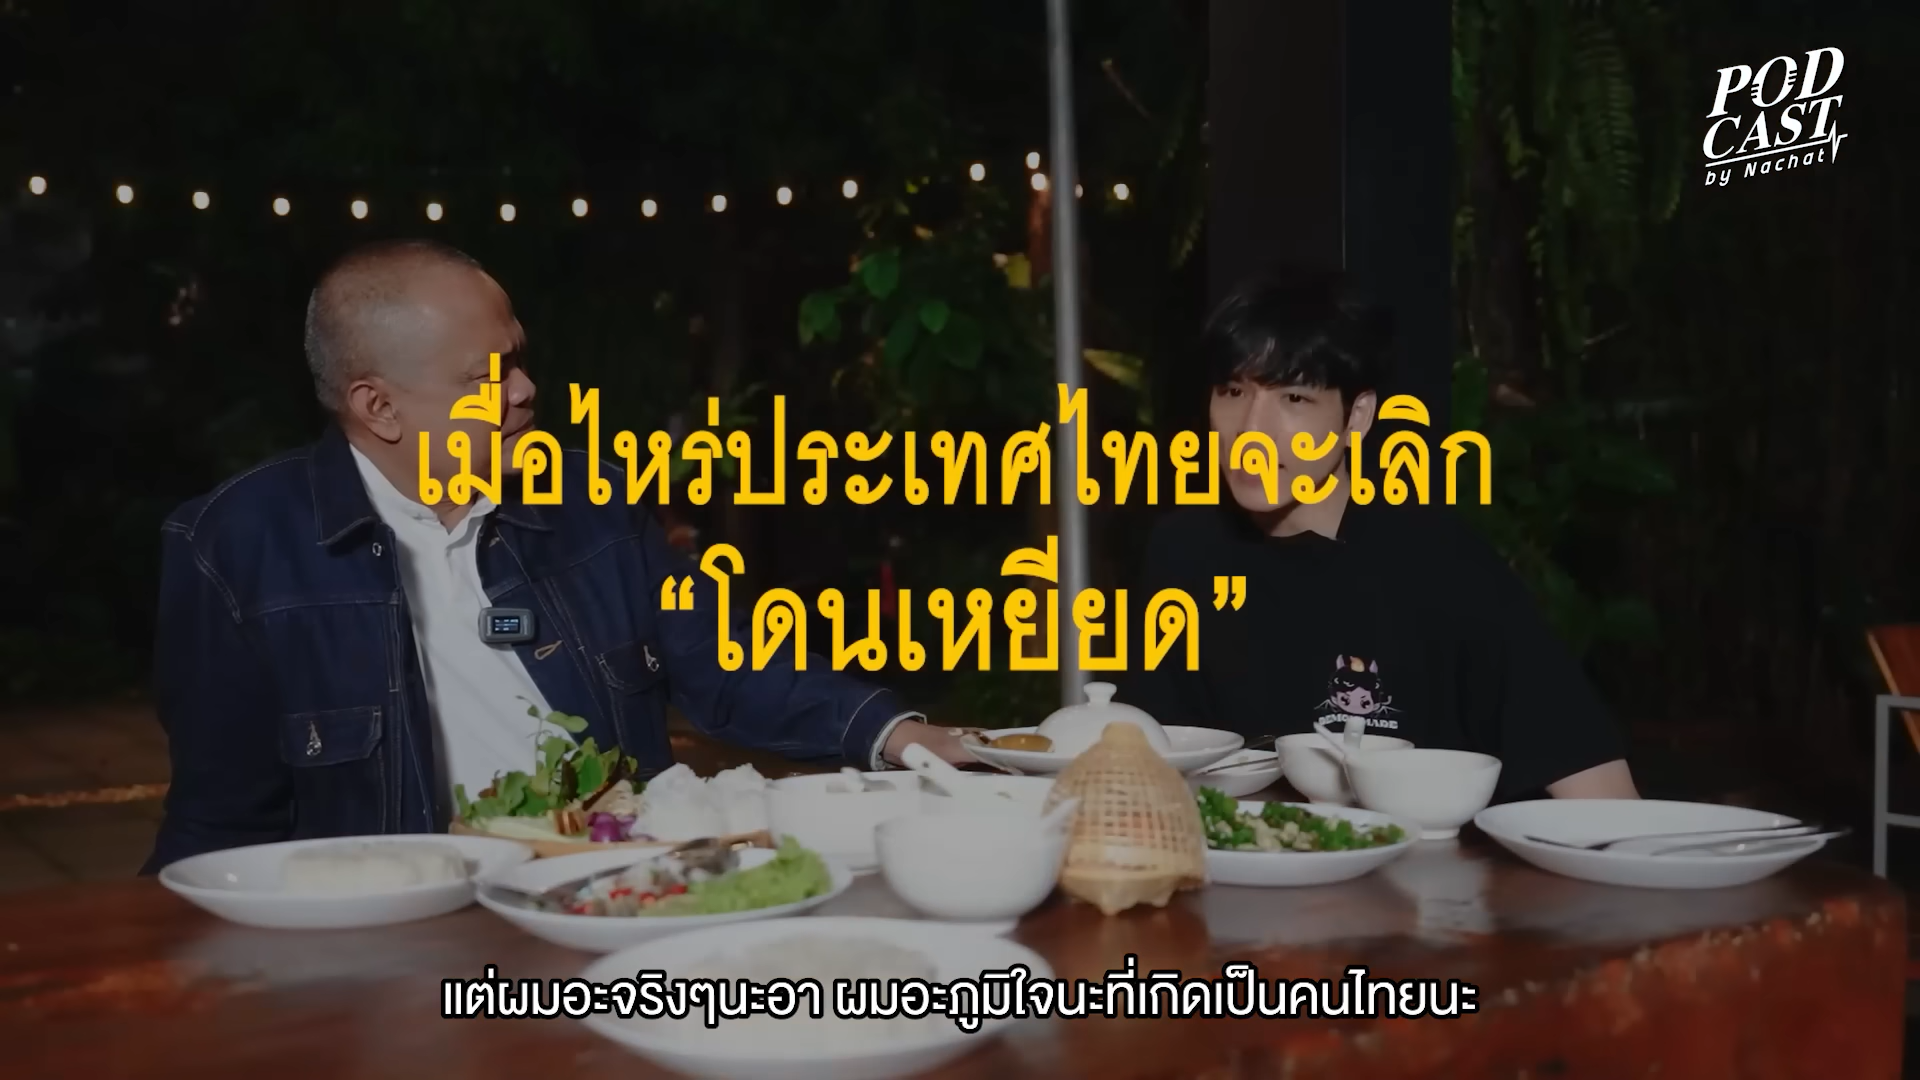 POD
CAST
by Nachat
เมื่อไหร่ประเทศไทยจะเลิก
“โดนเหยียด”
แต่ผมอะจริงๆนะอา ผมอะภูมิใจนะที่เกิดเป็นคนไทยนะ